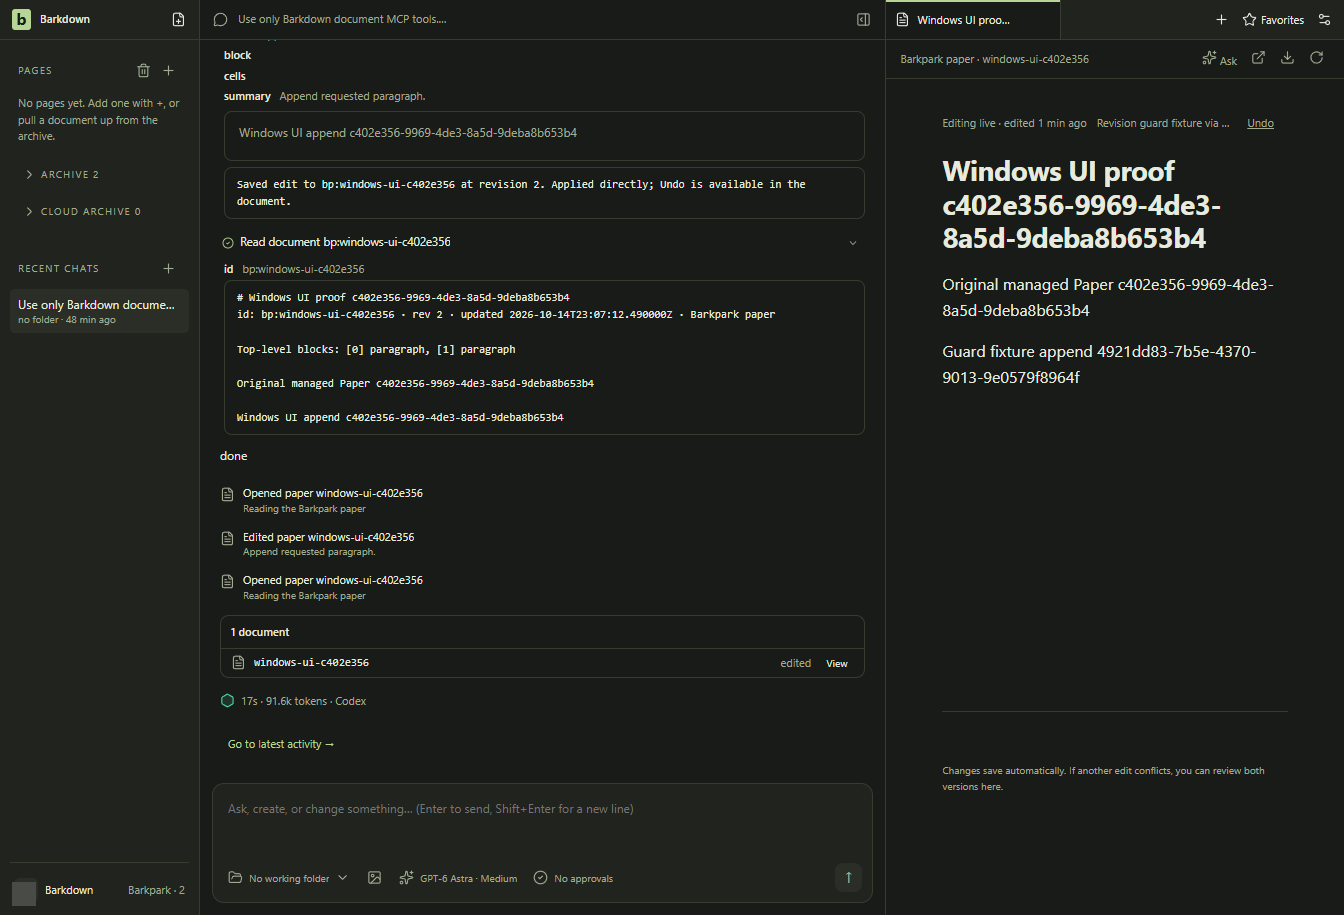 b Barkdown
PAGES
No pages yet. Add one with +, or
pull a document up from the
archive.
ARCHIVE 2
CLOUD ARCHIVE 0
RECENT CHATS
Use only Barkdown docume...
no folder · 48 min ago
Barkdown
Barkpark · 2
Use only Barkdown document MCP tools....
block
cells
summary Append requested paragraph.
Windows UI append c402e356-9969-4de3-8a5d-9deba8b653b4
Saved edit to bp:windows-ui-c402e356 at revision 2. Applied directly; Undo is available in the
document.
Read document bp:windows-ui-c402e356
id bp:windows-ui-c402e356
# Windows UI proof c402e356-9969-4de3-8a5d-9deba8b653b4
id: bp:windows-ui-c402e356 · rev 2 · updated 2026-10-14T23:07:12.490000Z · Barkpark paper
Top-level blocks: [0] paragraph, [1] paragraph
Original managed Paper c402e356-9969-4de3-8a5d-9deba8b653b4
Windows UI append c402e356-9969-4de3-8a5d-9deba8b653b4
done
Opened paper windows-ui-c402e356
Reading the Barkpark paper
Edited paper windows-ui-c402e356
Append requested paragraph.
Opened paper windows-ui-c402e356
Reading the Barkpark paper
1 document
windows-ui-c402e356 edited View
17s · 91.6k tokens · Codex
Go to latest activity →
Ask, create, or change something... (Enter to send, Shift+Enter for a new line)
No working folder
GPT-6 Astra · Medium
No approvals
Windows UI proo...
Favorites
Barkpark paper · windows-ui-c402e356
Ask
Editing live · edited 1 min ago Revision guard fixture via ... Undo
Windows UI proof
c402e356-9969-4de3-
8a5d-9deba8b653b4
Original managed Paper c402e356-9969-4de3-
8a5d-9deba8b653b4
Guard fixture append 4921dd83-7b5e-4370-
9013-9e0579f8964f
Changes save automatically. If another edit conflicts, you can review both
versions here.